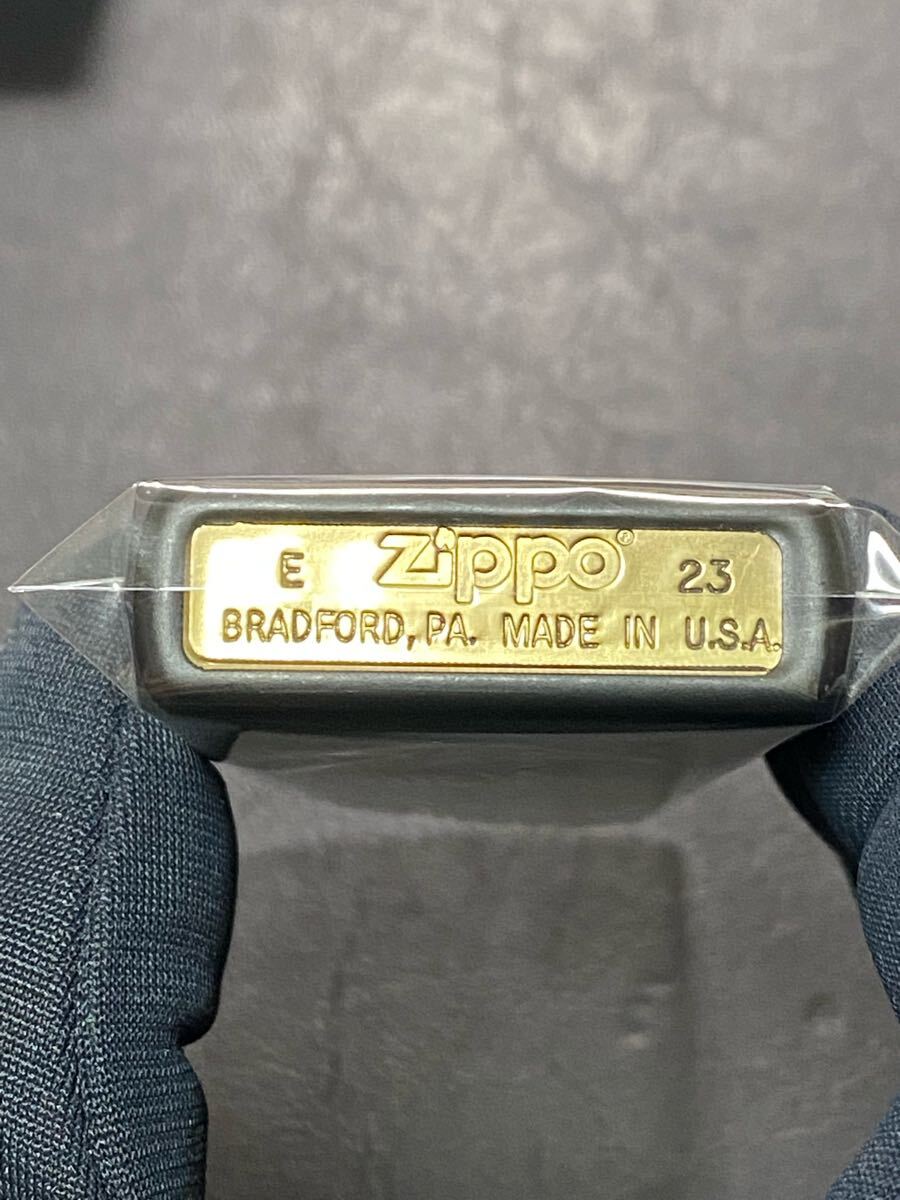 E Zippo® 23
BRADFORD, PA. MADE IN U.S.A.